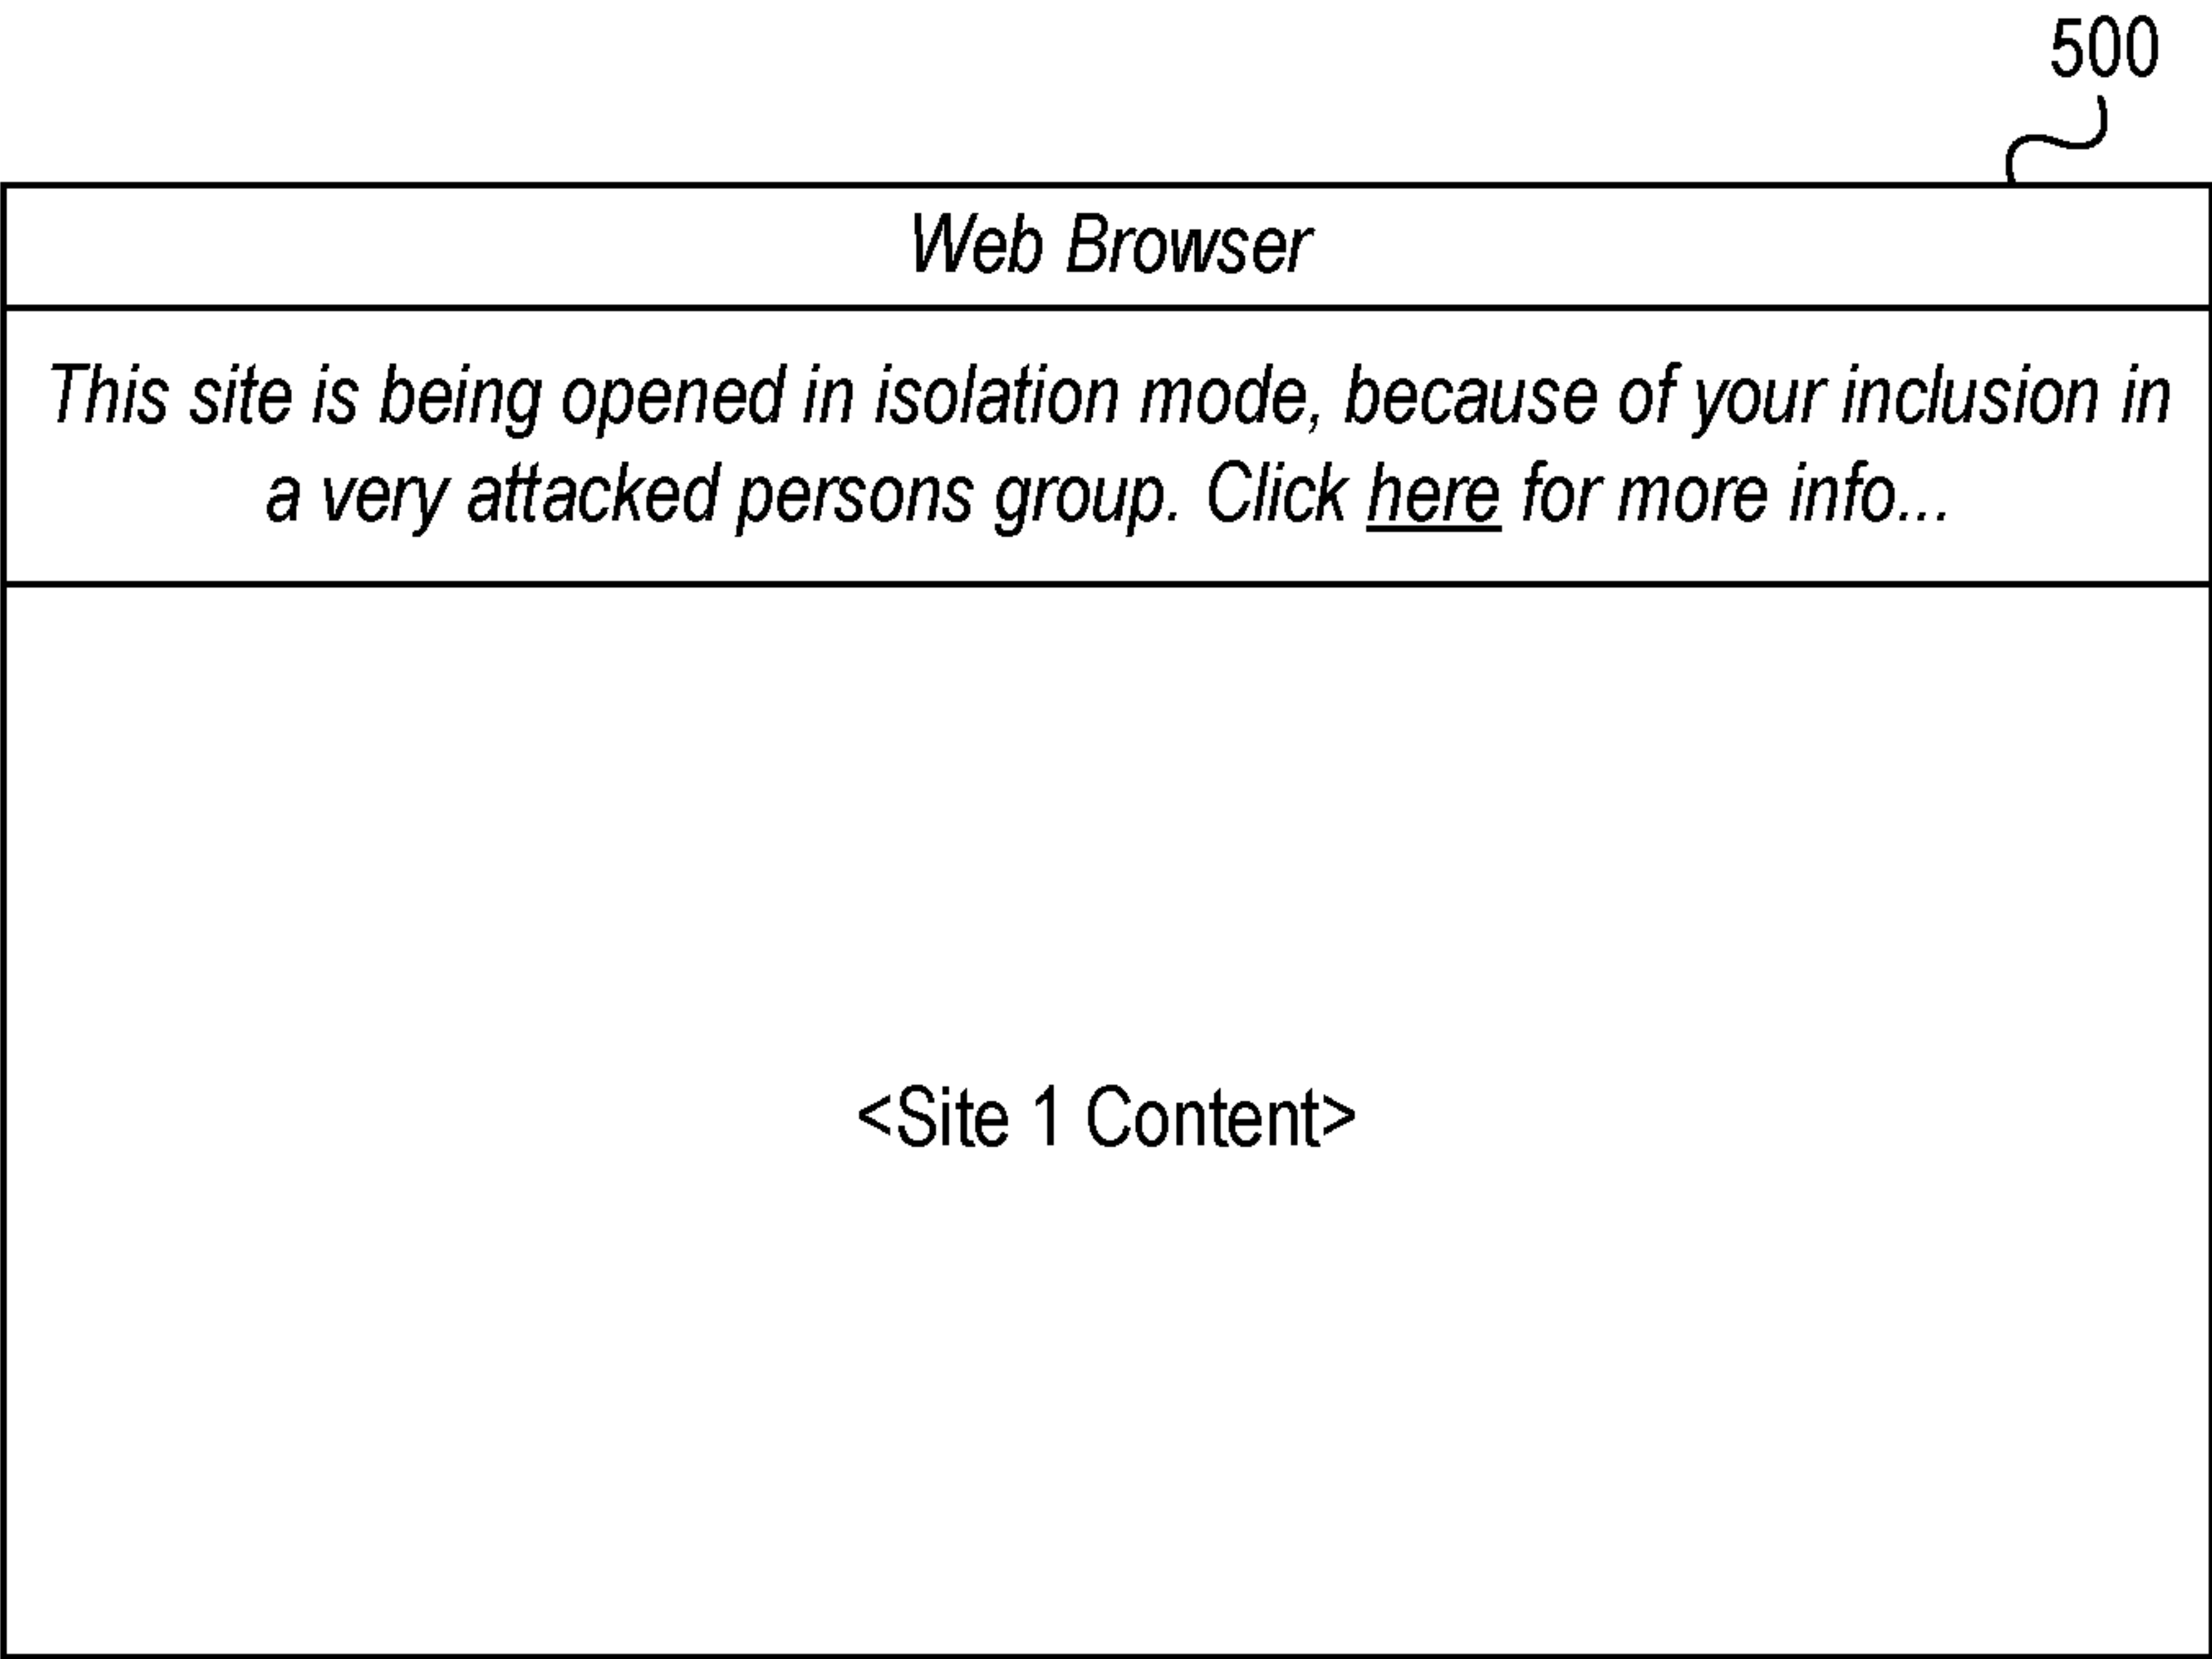 500
Web Browser
This site is being opened in isolation mode, because of your inclusion in
a very attacked persons group. Click here for more info...
<Site 1 Content>